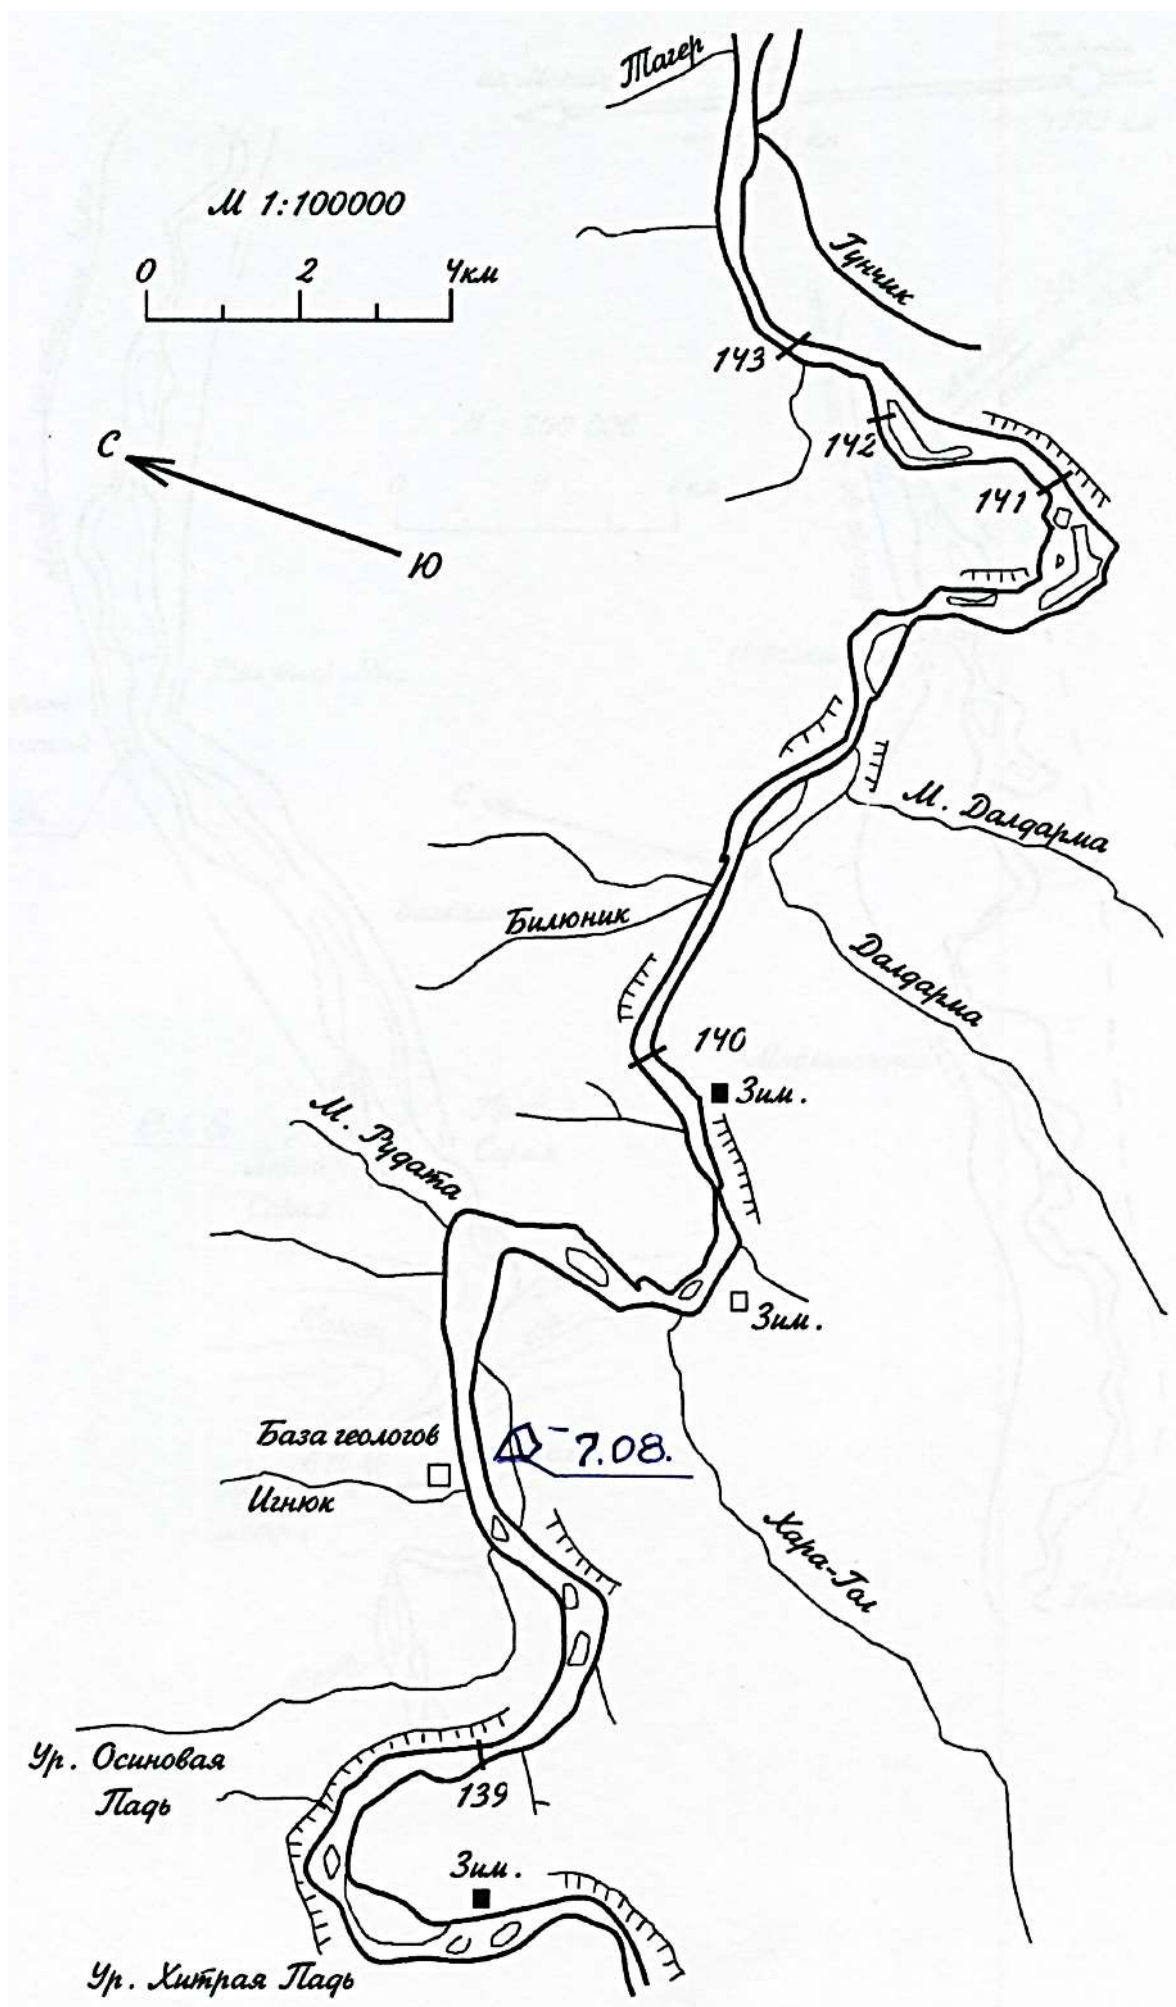 Тагер
М 1:100000
0 2 4км
Гунчик
143
С
142
141
Ю
М. Далдарма
Билюник
Далдарма
140
Зим.
М. Рудата
Зим.
База геологов
7.08.
Игнюк
Хара-Гол
Ур. Осиновая
Падь
139
Зим.
Ур. Хитрая Падь